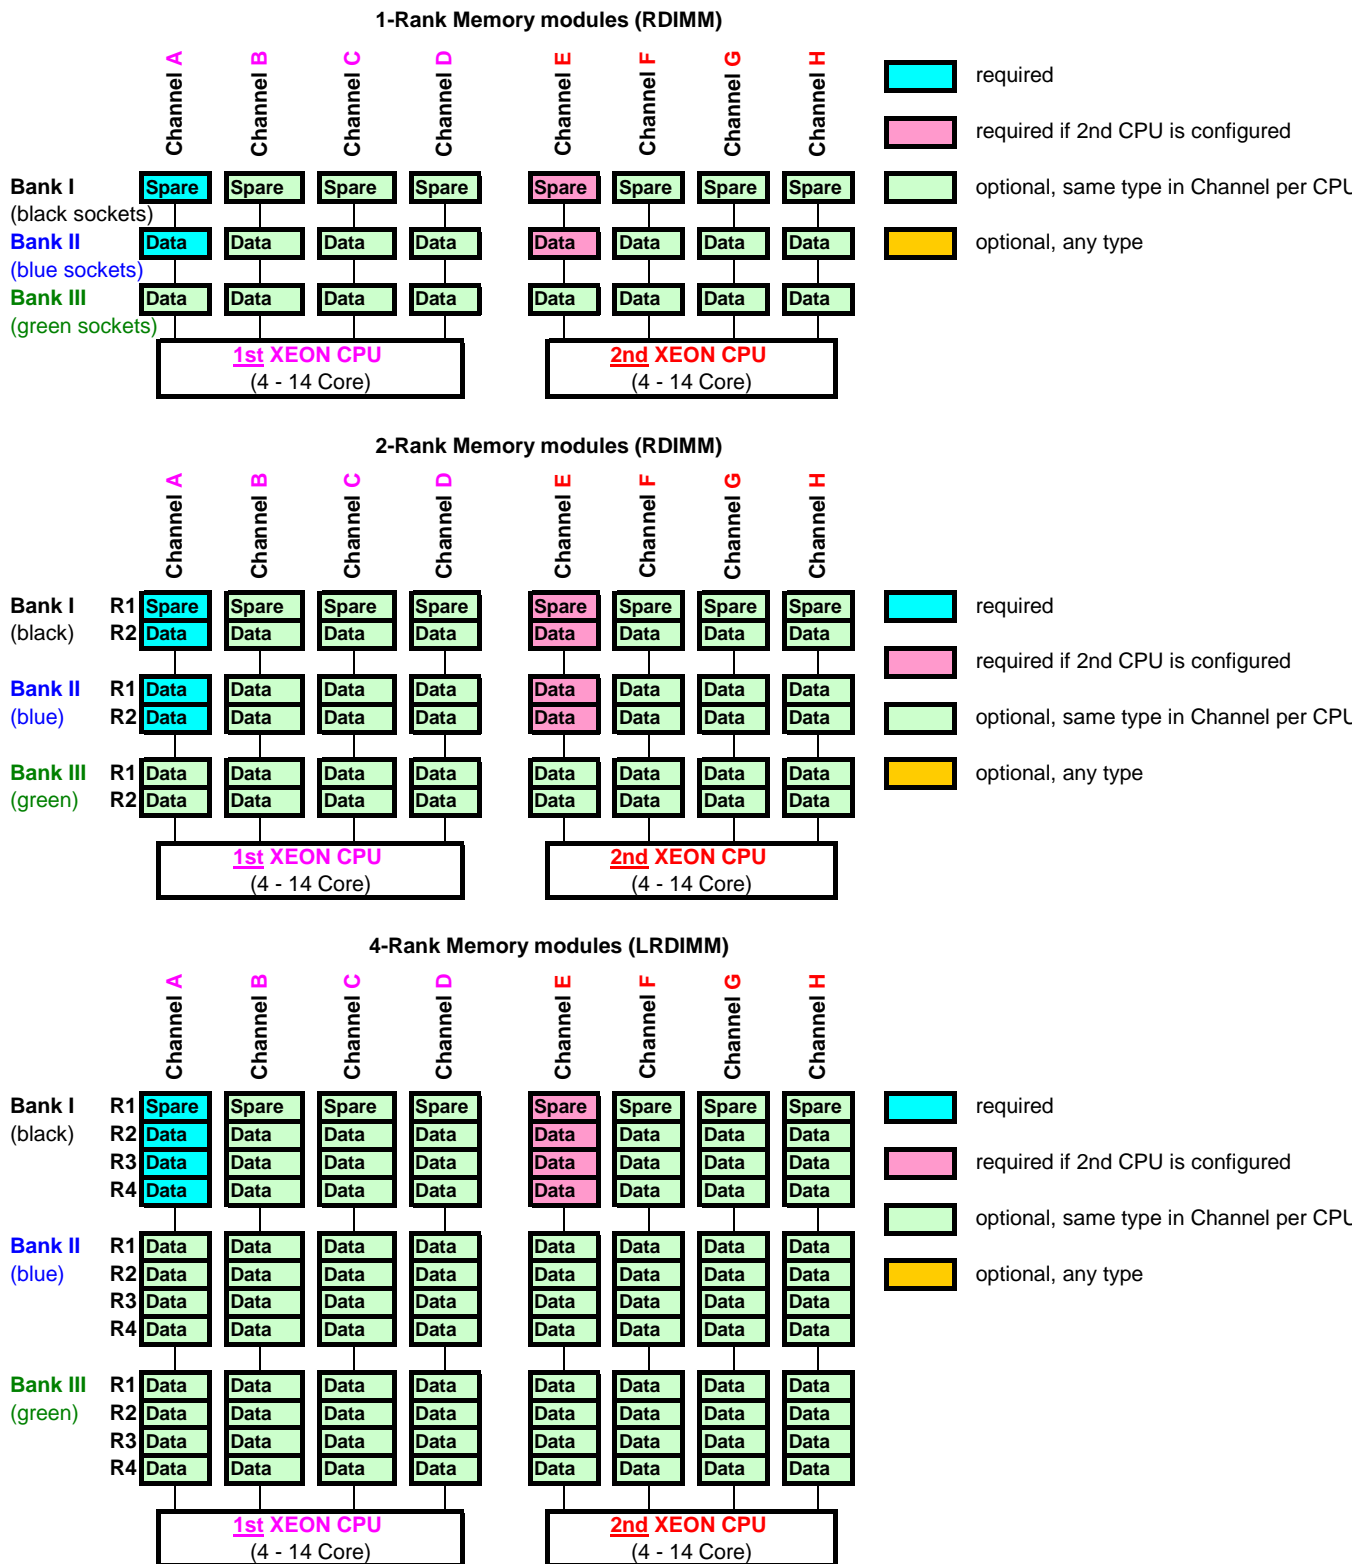 1-Rank Memory modules (RDIMM)
Channel A Channel B Channel C Channel D Channel E Channel F Channel G Channel H
required
required if 2nd CPU is configured
Bank I Spare Spare Spare Spare Spare Spare Spare Spare optional, same type in Channel per CPU
(black sockets)
Bank II Data Data Data Data Data Data Data Data optional, any type
(blue sockets)
Bank III Data Data Data Data Data Data Data Data
(green sockets)
1st XEON CPU 2nd XEON CPU
(4 - 14 Core) (4 - 14 Core)
2-Rank Memory modules (RDIMM)
Channel A Channel B Channel C Channel D Channel E Channel F Channel G Channel H
Bank I R1 Spare Spare Spare Spare Spare Spare Spare Spare required
(black) R2 Data Data Data Data Data Data Data Data
required if 2nd CPU is configured
Bank II R1 Data Data Data Data Data Data Data Data
(blue) R2 Data Data Data Data Data Data Data Data optional, same type in Channel per CPU
Bank III R1 Data Data Data Data Data Data Data Data optional, any type
(green) R2 Data Data Data Data Data Data Data Data
1st XEON CPU 2nd XEON CPU
(4 - 14 Core) (4 - 14 Core)
4-Rank Memory modules (LRDIMM)
Channel A Channel B Channel C Channel D Channel E Channel F Channel G Channel H
Bank I R1 Spare Spare Spare Spare Spare Spare Spare Spare required
(black) R2 Data Data Data Data Data Data Data Data
R3 Data Data Data Data Data Data Data Data required if 2nd CPU is configured
R4 Data Data Data Data Data Data Data Data
optional, same type in Channel per CPU
Bank II R1 Data Data Data Data Data Data Data Data
(blue) R2 Data Data Data Data Data Data Data Data optional, any type
R3 Data Data Data Data Data Data Data Data
R4 Data Data Data Data Data Data Data Data
Bank III R1 Data Data Data Data Data Data Data Data
(green) R2 Data Data Data Data Data Data Data Data
R3 Data Data Data Data Data Data Data Data
R4 Data Data Data Data Data Data Data Data
1st XEON CPU 2nd XEON CPU
(4 - 14 Core) (4 - 14 Core)